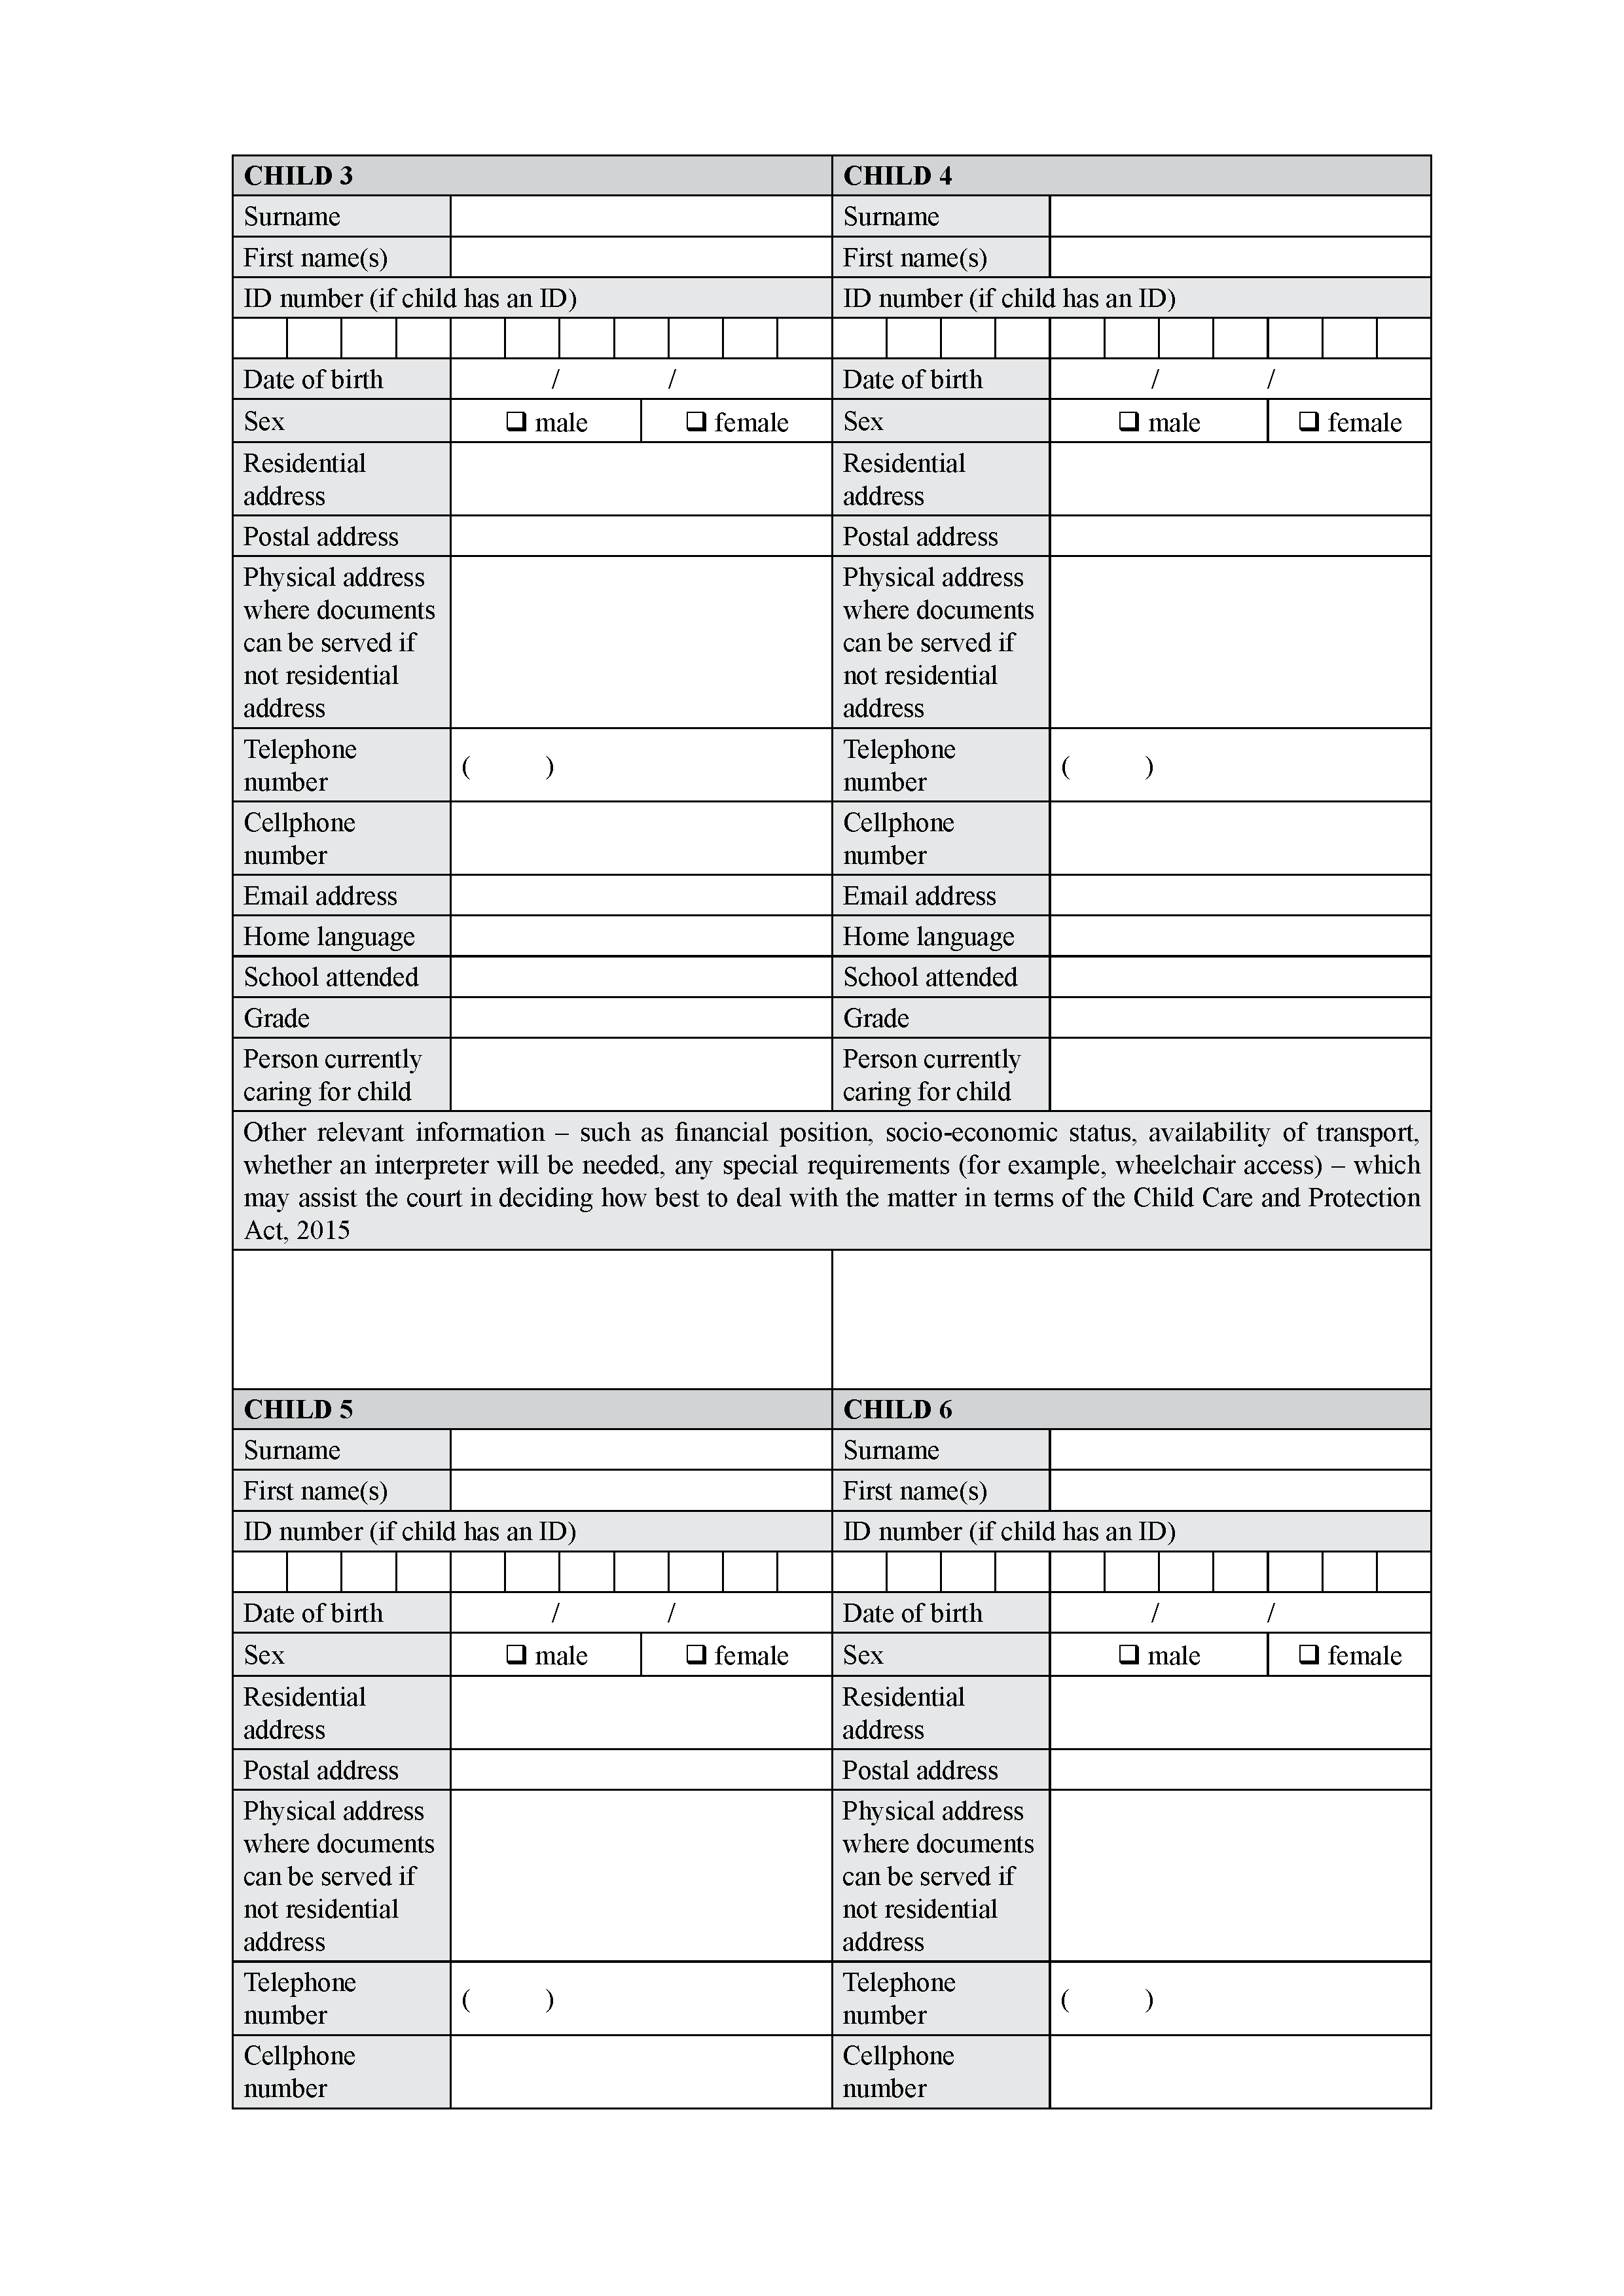 CHILD 3 CHILD 4
Surname Surname
First name(s) First name(s)
ID number (if child has an ID) ID number (if child has an ID)
Date of birth / / Date of birth / /
Sex ❑ male ❑ female Sex ❑ male ❑ female
Residential Residential
address address
Postal address Postal address
Physical address Physical address
where documents where documents
can be served if can be served if
not residential not residential
address address
Telephone Telephone
number ( ) number ( )
Cellphone Cellphone
number number
Email address Email address
Home language Home language
School attended School attended
Grade Grade
Person currently Person currently
caring for child caring for child
Other relevant information – such as financial position, socio-economic status, availability of transport,
whether an interpreter will be needed, any special requirements (for example, wheelchair access) – which
may assist the court in deciding how best to deal with the matter in terms of the Child Care and Protection
Act, 2015
CHILD 5 CHILD 6
Surname Surname
First name(s) First name(s)
ID number (if child has an ID) ID number (if child has an ID)
Date of birth / / Date of birth / /
Sex ❑ male ❑ female Sex ❑ male ❑ female
Residential Residential
address address
Postal address Postal address
Physical address Physical address
where documents where documents
can be served if can be served if
not residential not residential
address address
Telephone Telephone
number ( ) number ( )
Cellphone Cellphone
number number